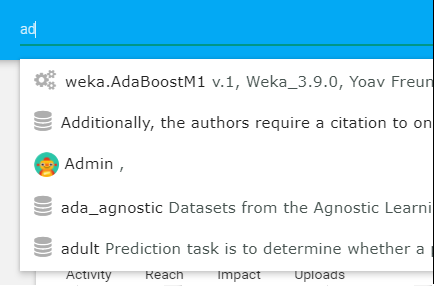 ad
weka.AdaBoostM1 v.1, Weka_3.9.0, Yoav Freun
Additionally, the authors require a citation to on
Admin ,
ada_agnostic Datasets from the Agnostic Learni
adult Prediction task is to determine whether a
Activity Reach Impact Uploads